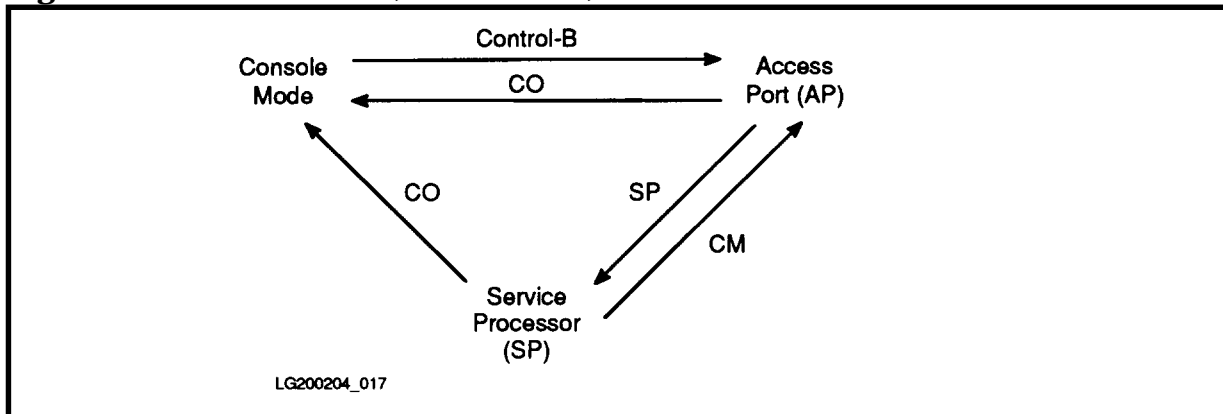 Control-B
Console
Mode
CO
Access
Port (AP)
CO
SP
CM
Service
Processor
(SP)
LG200204_017